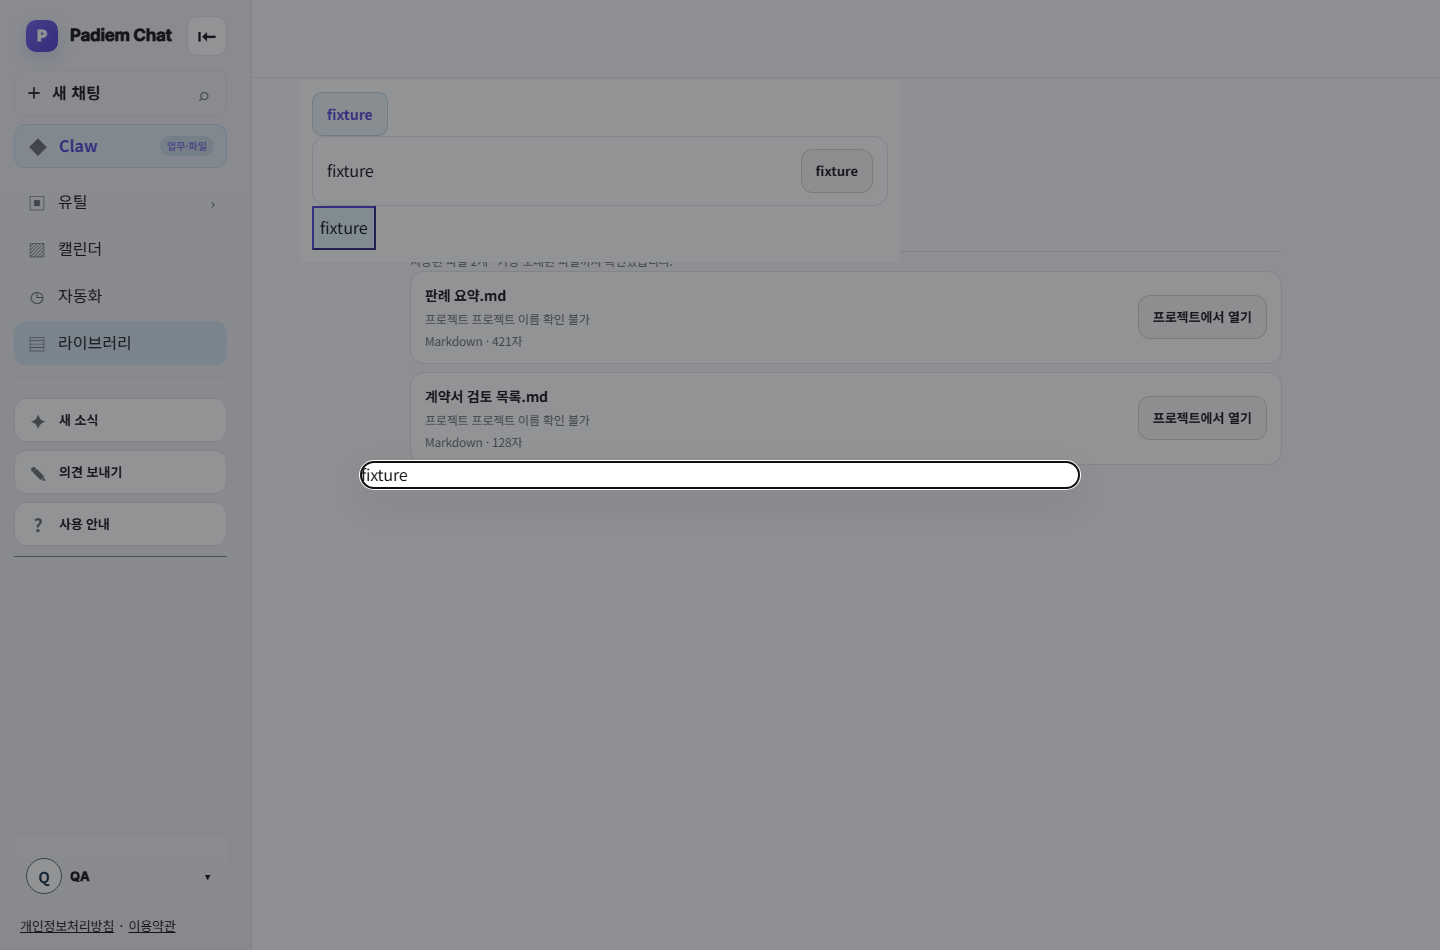 P Padiem Chat
+ 새 채팅
Claw 업무·파일
유틸
캘린더
자동화
라이브러리
새 소식
의견 보내기
? 사용 안내
Q QA
개인정보처리방침 · 이용약관
fixture
fixture fixture
fixture
판례 요약.md
프로젝트 프로젝트 이름 확인 불가
Markdown · 421자
프로젝트에서 열기
계약서 검토 목록.md
프로젝트 프로젝트 이름 확인 불가
Markdown · 128자
프로젝트에서 열기
fixture